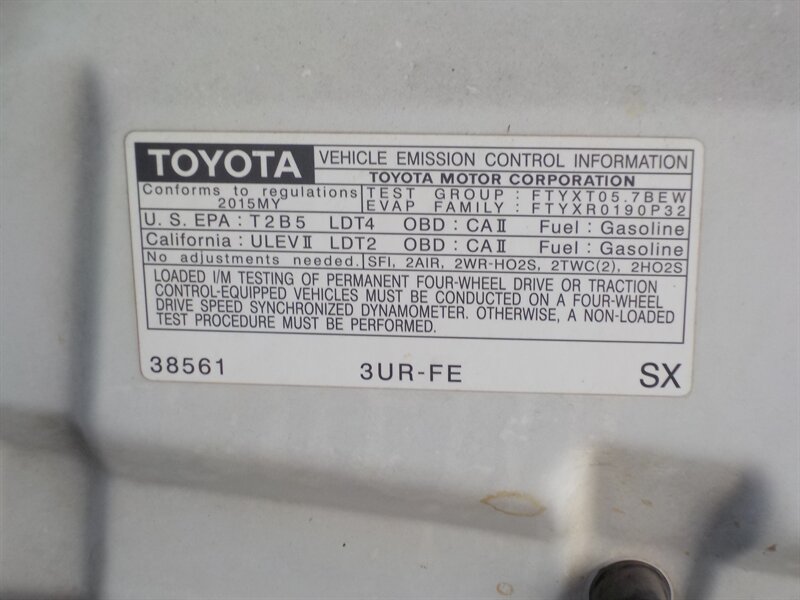 TOYOTA VEHICLE EMISSION CONTROL INFORMATION
TOYOTA MOTOR CORPORATION
Conforms to regulations
2015MY
TEST GROUP : FTYXT05.7BEW
EVAP FAMILY : FTYXR0190P32
U.S. EPA : T2B5 LDT4 OBD : CAⅡ Fuel : Gasoline
California : ULEVⅡ LDT2 OBD : CAⅡ Fuel : Gasoline
No adjustments needed. SFI, 2AIR, 2WR-HO2S, 2TWC(2), 2HO2S
LOADED I/M TESTING OF PERMANENT FOUR-WHEEL DRIVE OR TRACTION
CONTROL-EQUIPPED VEHICLES MUST BE CONDUCTED ON A FOUR-WHEEL
DRIVE SPEED SYNCHRONIZED DYNAMOMETER. OTHERWISE, A NON-LOADED
TEST PROCEDURE MUST BE PERFORMED.
38561 3UR-FE SX